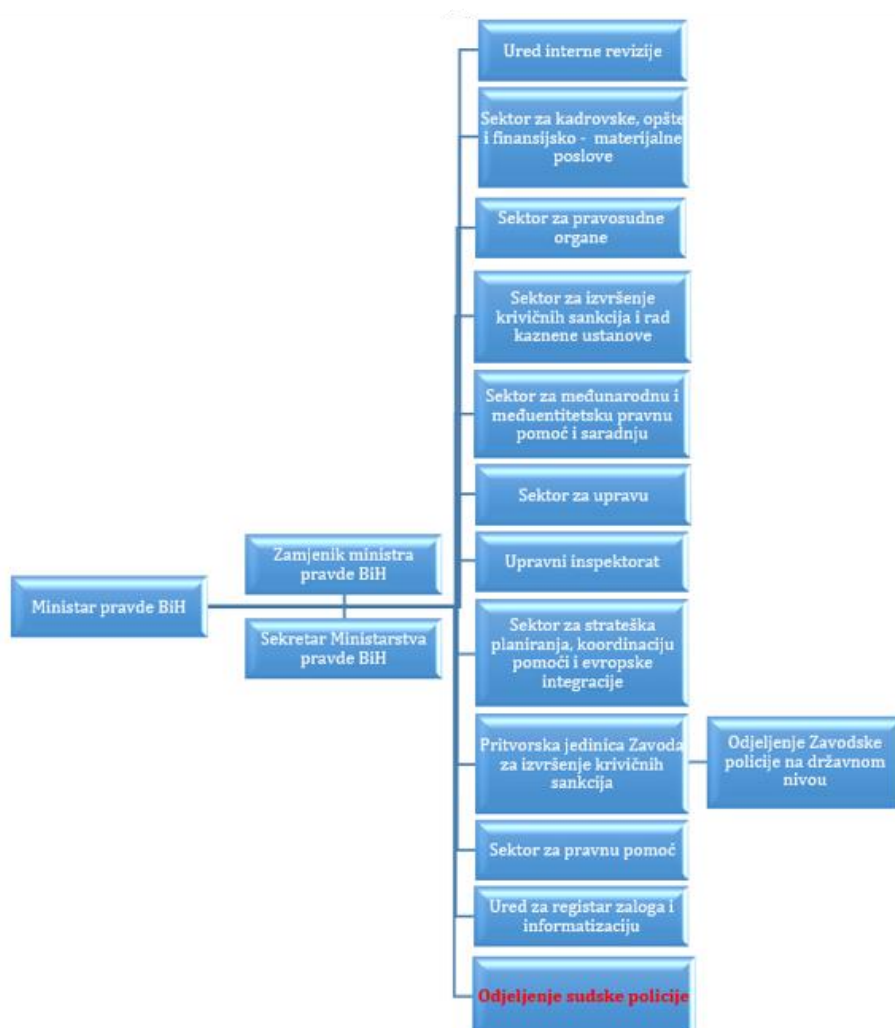 Ured interne revizije
Sektor za kadrovske, opšte
i finansijsko - materijalne
poslove
Sektor za pravosudne
organe
Sektor za izvršenje
krivičnih sankcija i rad
kaznene ustanove
Sektor za međunarodnu i
međuentitetsku pravnu
pomoć i saradnju
Sektor za upravu
Zamjenik ministra
pravde BiH
Upravni inspektorat
Ministar pravde BiH
Sekretar Ministarstva
pravde BiH
Sektor za strateška
planiranja, koordinaciju
pomoći i evropske
integracije
Pritvorska jedinica Zavoda
za izvršenje krivičnih
sankcija
Odjeljenje Zavodske
policije na državnom
nivou
Sektor za pravnu pomoč
Ured za registar zaloga i
informatizaciju
Odjeljenje sudske policije